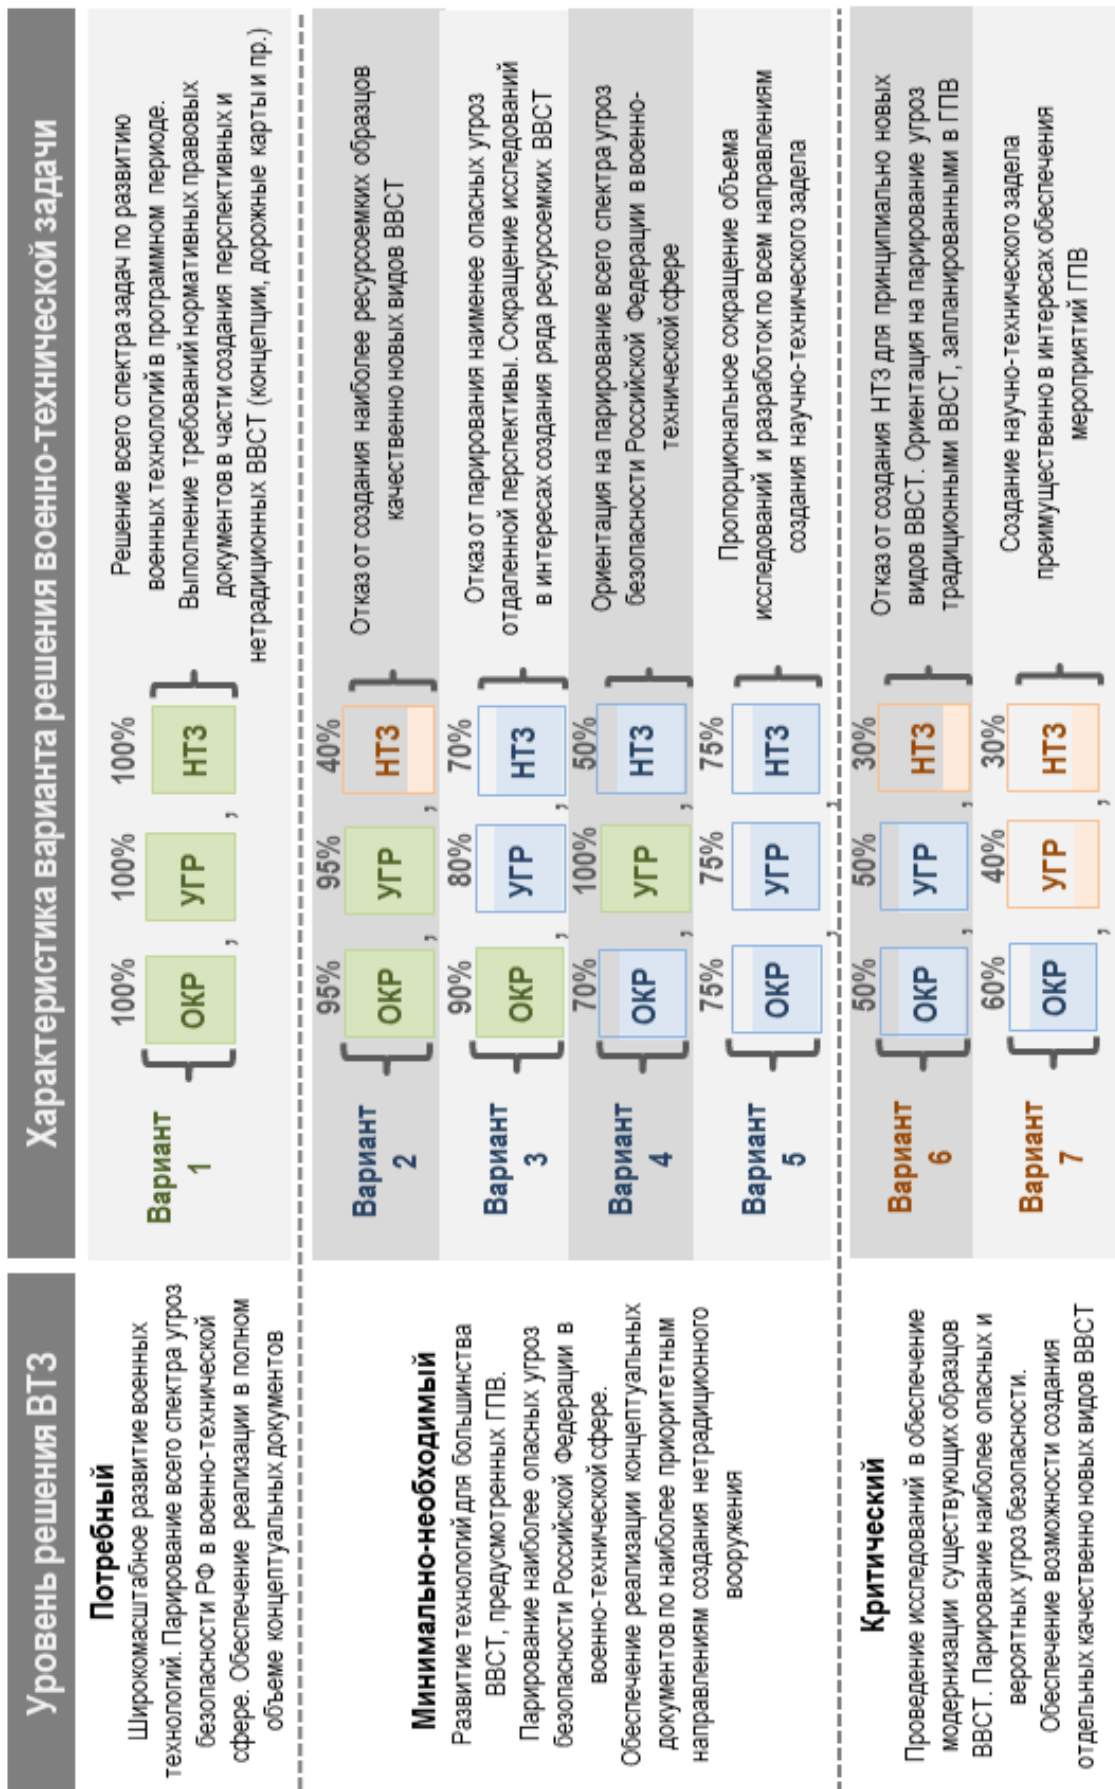 Уровень решения ВТЗ
Характеристика варианта решения военно-технической задачи
Потребный
Широкомасштабное развитие военных
технологий. Парирование всего спектра угроз
безопасности РФ в военно-технической
сфере. Обеспечение реализации в полном
объеме концептуальных документов
Вариант
1
100%
ОКР
,
100%
УГР
,
100%
НТЗ
Решение всего спектра задач по развитию
военных технологий в программном периоде.
Выполнение требований нормативных правовых
документов в части создания перспективных и
нетрадиционных ВВСТ (концепции, дорожные карты и пр.)
Минимально-необходимый
Развитие технологий для большинства
ВВСТ, предусмотренных ГПВ.
Парирование наиболее опасных угроз
безопасности Российской Федерации в
военно-технической сфере.
Обеспечение реализации концептуальных
документов по наиболее приоритетным
направлениям создания нетрадиционного
вооружения
Вариант
2
95%
ОКР
,
95%
УГР
,
40%
НТЗ
Отказ от создания наиболее ресурсоемких образцов
качественно новых видов ВВСТ
Вариант
3
90%
ОКР
,
80%
УГР
,
70%
НТЗ
Отказ от парирования наименее опасных угроз
отдаленной перспективы. Сокращение исследований
в интересах создания ряда ресурсоемких ВВСТ
Вариант
4
70%
ОКР
,
100%
УГР
,
50%
НТЗ
Ориентация на парирование всего спектра угроз
безопасности Российской Федерации в военно-
технической сфере
Вариант
5
75%
ОКР
,
75%
УГР
,
75%
НТЗ
Пропорциональное сокращение объема
исследований и разработок по всем направлениям
создания научно-технического задела
Критический
Проведение исследований в обеспечение
модернизации существующих образцов
ВВСТ. Парирование наиболее опасных и
вероятных угроз безопасности.
Обеспечение возможности создания
отдельных качественно новых видов ВВСТ
Вариант
6
50%
ОКР
,
50%
УГР
,
30%
НТЗ
Отказ от создания НТЗ для принципиально новых
видов ВВСТ. Ориентация на парирование угроз
традиционными ВВСТ, запланированными в ГПВ
Вариант
7
60%
ОКР
,
40%
УГР
,
30%
НТЗ
Создание научно-технического задела
преимущественно в интересах обеспечения
мероприятий ГПВ